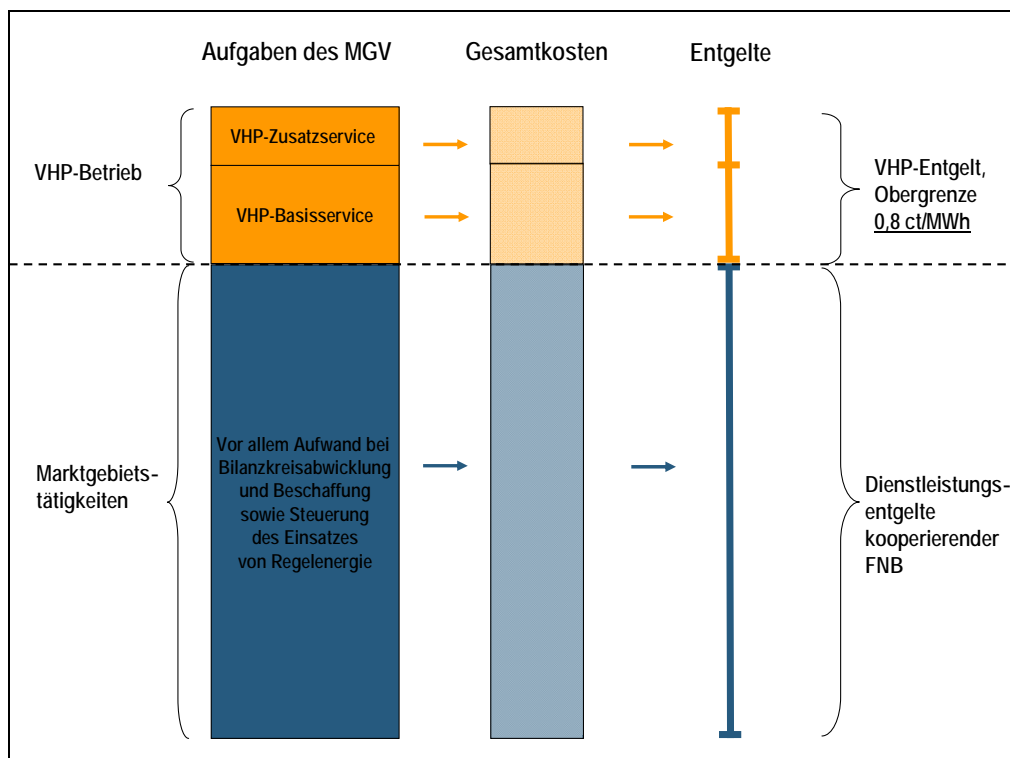 Aufgaben des MGV
Gesamtkosten
Entgelte
VHP-Betrieb
VHP-Zusatzservice
VHP-Basisservice
VHP-Entgelt,
Obergrenze
0,8 ct/MWh
Marktgebiets-
tätigkeiten
Vor allem Aufwand bei
Bilanzkreisabwicklung
und Beschaffung
sowie Steuerung
des Einsatzes
von Regelenergie
Dienstleistungs-
entgelte
kooperierender
FNB